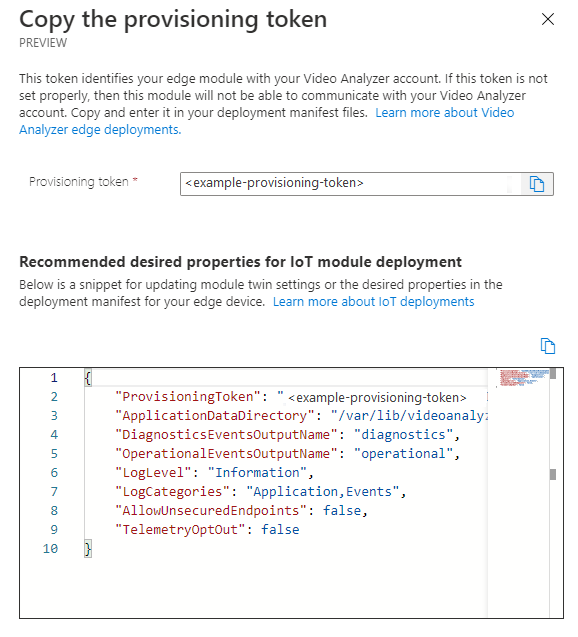 Copy the provisioning token
PREVIEW
This token identifies your edge module with your Video Analyzer account. If this token is not
set properly, then this module will not be able to communicate with your Video Analyzer
account. Copy and enter it in your deployment manifest files. Learn more about Video
Analyzer edge deployments.
Provisioning token *
<example-provisioning-token>
Recommended desired properties for IoT module deployment
Below is a snippet for updating module twin settings or the desired properties in the
deployment manifest for your edge device. Learn more about IoT deployments
1 {
2 "ProvisioningToken": " <example-provisioning-token>
3 "ApplicationDataDirectory": "/var/lib/videoanalyz
4 "DiagnosticsEventsOutputName": "diagnostics",
5 "OperationalEventsOutputName": "operational",
6 "LogLevel": "Information",
7 "LogCategories": "Application,Events",
8 "AllowUnsecuredEndpoints": false,
9 "TelemetryOptOut": false
10 }